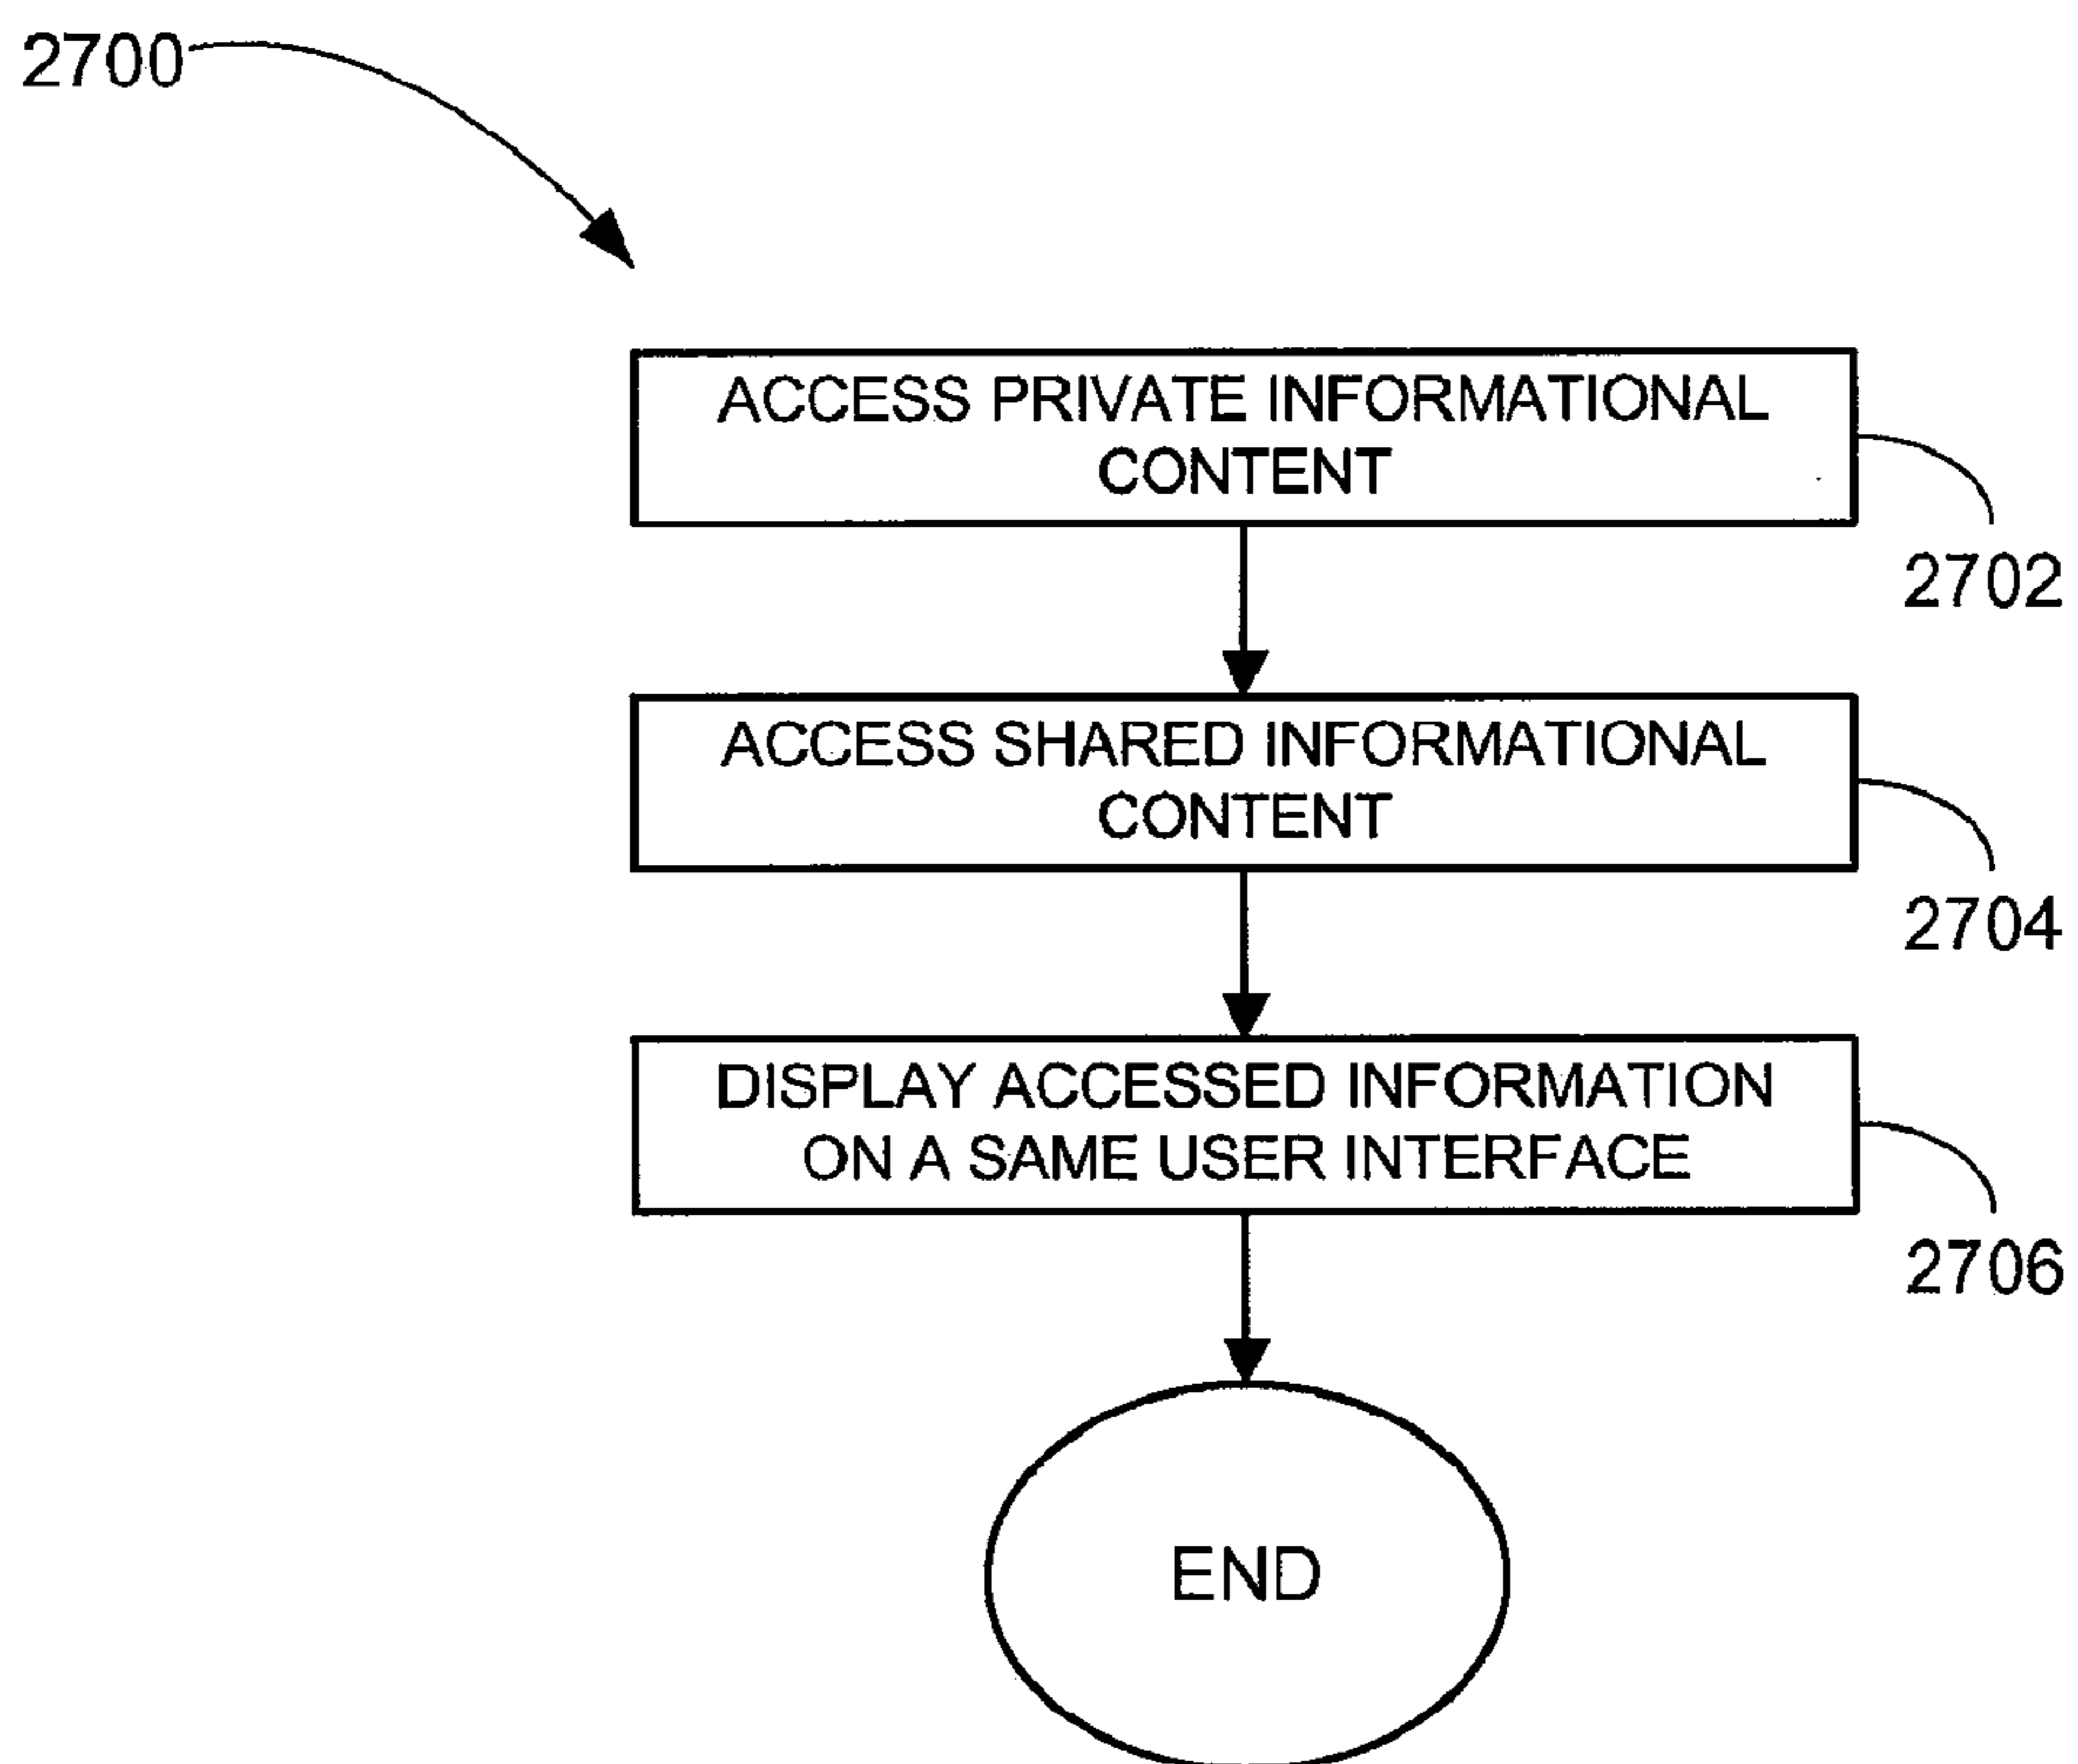 2700
ACCESS PRIVATE INFORMATIONAL
CONTENT
2702
ACCESS SHARED INFORMATIONAL
CONTENT
2704
DISPLAY ACCESSED INFORMATION
ON A SAME USER INTERFACE
2706
END